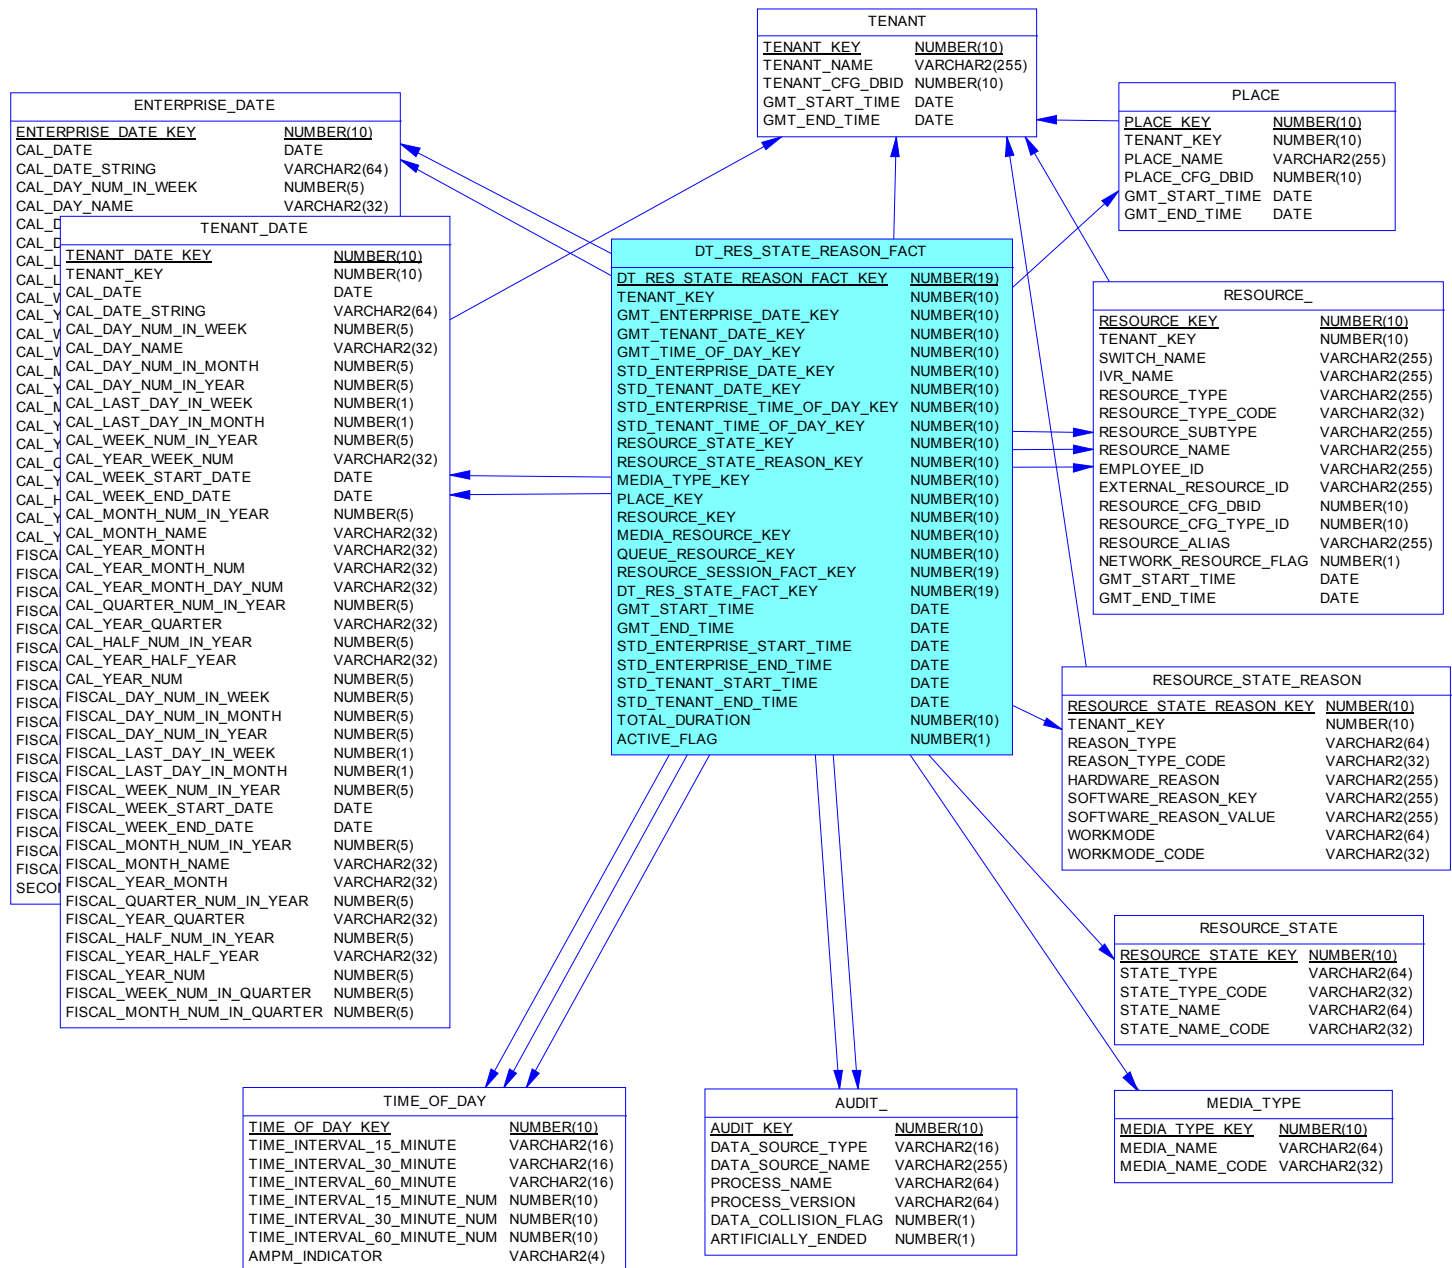 TENANT
TENANT_KEY NUMBER(10)
TENANT_NAME VARCHAR2(255)
TENANT_CFG_DBID NUMBER(10)
GMT_START_TIME DATE
GMT_END_TIME DATE
PLACE
PLACE_KEY NUMBER(10)
TENANT_KEY NUMBER(10)
PLACE_NAME VARCHAR2(255)
PLACE_CFG_DBID NUMBER(10)
GMT_START_TIME DATE
GMT_END_TIME DATE
ENTERPRISE_DATE
ENTERPRISE_DATE_KEY NUMBER(10)
CAL_DATE DATE
CAL_DATE_STRING VARCHAR2(64)
CAL_DAY_NUM_IN_WEEK NUMBER(5)
CAL_DAY_NAME VARCHAR2(32)
TENANT_DATE
TENANT_DATE_KEY NUMBER(10)
TENANT_KEY NUMBER(10)
CAL_DATE DATE
CAL_DATE_STRING VARCHAR2(64)
CAL_DAY_NUM_IN_WEEK NUMBER(5)
CAL_DAY_NAME VARCHAR2(32)
CAL_DAY_NUM_IN_MONTH NUMBER(5)
CAL_DAY_NUM_IN_YEAR NUMBER(5)
CAL_LAST_DAY_IN_WEEK NUMBER(1)
CAL_LAST_DAY_IN_MONTH NUMBER(1)
CAL_WEEK_NUM_IN_YEAR NUMBER(5)
CAL_YEAR_WEEK_NUM VARCHAR2(32)
CAL_WEEK_START_DATE DATE
CAL_WEEK_END_DATE DATE
CAL_MONTH_NUM_IN_YEAR NUMBER(5)
CAL_MONTH_NAME VARCHAR2(32)
CAL_YEAR_MONTH VARCHAR2(32)
CAL_YEAR_MONTH_NUM VARCHAR2(32)
CAL_YEAR_MONTH_DAY_NUM VARCHAR2(32)
CAL_QUARTER_NUM_IN_YEAR NUMBER(5)
CAL_YEAR_QUARTER VARCHAR2(32)
CAL_HALF_NUM_IN_YEAR NUMBER(5)
CAL_YEAR_HALF_YEAR VARCHAR2(32)
CAL_YEAR_NUM NUMBER(5)
FISCAL_DAY_NUM_IN_WEEK NUMBER(5)
FISCAL_DAY_NUM_IN_MONTH NUMBER(5)
FISCAL_DAY_NUM_IN_YEAR NUMBER(5)
FISCAL_LAST_DAY_IN_WEEK NUMBER(1)
FISCAL_LAST_DAY_IN_MONTH NUMBER(1)
FISCAL_WEEK_NUM_IN_YEAR NUMBER(5)
FISCAL_WEEK_START_DATE DATE
FISCAL_WEEK_END_DATE DATE
FISCAL_MONTH_NUM_IN_YEAR NUMBER(5)
FISCAL_MONTH_NAME VARCHAR2(32)
FISCAL_YEAR_MONTH VARCHAR2(32)
FISCAL_QUARTER_NUM_IN_YEAR NUMBER(5)
FISCAL_YEAR_QUARTER VARCHAR2(32)
FISCAL_HALF_NUM_IN_YEAR NUMBER(5)
FISCAL_YEAR_HALF_YEAR VARCHAR2(32)
FISCAL_YEAR_NUM NUMBER(5)
FISCAL_WEEK_NUM_IN_QUARTER NUMBER(5)
FISCAL_MONTH_NUM_IN_QUARTER NUMBER(5)
DT_RES_STATE_REASON_FACT
DT_RES_STATE_REASON_FACT_KEY NUMBER(19)
TENANT_KEY NUMBER(10)
GMT_ENTERPRISE_DATE_KEY NUMBER(10)
GMT_TENANT_DATE_KEY NUMBER(10)
GMT_TIME_OF_DAY_KEY NUMBER(10)
STD_ENTERPRISE_DATE_KEY NUMBER(10)
STD_TENANT_DATE_KEY NUMBER(10)
STD_ENTERPRISE_TIME_OF_DAY_KEY NUMBER(10)
STD_TENANT_TIME_OF_DAY_KEY NUMBER(10)
RESOURCE_STATE_KEY NUMBER(10)
RESOURCE_STATE_REASON_KEY NUMBER(10)
MEDIA_TYPE_KEY NUMBER(10)
PLACE_KEY NUMBER(10)
RESOURCE_KEY NUMBER(10)
MEDIA_RESOURCE_KEY NUMBER(10)
QUEUE_RESOURCE_KEY NUMBER(10)
RESOURCE_SESSION_FACT_KEY NUMBER(19)
DT_RES_STATE_FACT_KEY NUMBER(19)
GMT_START_TIME DATE
GMT_END_TIME DATE
STD_ENTERPRISE_START_TIME DATE
STD_ENTERPRISE_END_TIME DATE
STD_TENANT_START_TIME DATE
STD_TENANT_END_TIME DATE
TOTAL_DURATION NUMBER(10)
ACTIVE_FLAG NUMBER(1)
RESOURCE_
RESOURCE_KEY NUMBER(10)
TENANT_KEY NUMBER(10)
SWITCH_NAME VARCHAR2(255)
IVR_NAME VARCHAR2(255)
RESOURCE_TYPE VARCHAR2(255)
RESOURCE_TYPE_CODE VARCHAR2(32)
RESOURCE_SUBTYPE VARCHAR2(255)
RESOURCE_NAME VARCHAR2(255)
EMPLOYEE_ID VARCHAR2(255)
EXTERNAL_RESOURCE_ID VARCHAR2(255)
RESOURCE_CFG_DBID NUMBER(10)
RESOURCE_CFG_TYPE_ID NUMBER(10)
RESOURCE_ALIAS VARCHAR2(255)
NETWORK_RESOURCE_FLAG NUMBER(1)
GMT_START_TIME DATE
GMT_END_TIME DATE
RESOURCE_STATE_REASON
RESOURCE_STATE_REASON_KEY NUMBER(10)
TENANT_KEY NUMBER(10)
REASON_TYPE VARCHAR2(64)
REASON_TYPE_CODE VARCHAR2(32)
HARDWARE_REASON VARCHAR2(255)
SOFTWARE_REASON_KEY VARCHAR2(255)
SOFTWARE_REASON_VALUE VARCHAR2(255)
WORKMODE VARCHAR2(64)
WORKMODE_CODE VARCHAR2(32)
RESOURCE_STATE
RESOURCE_STATE_KEY NUMBER(10)
STATE_TYPE VARCHAR2(64)
STATE_TYPE_CODE VARCHAR2(32)
STATE_NAME VARCHAR2(64)
STATE_NAME_CODE VARCHAR2(32)
TIME_OF_DAY
TIME_OF_DAY_KEY NUMBER(10)
TIME_INTERVAL_15_MINUTE VARCHAR2(16)
TIME_INTERVAL_30_MINUTE VARCHAR2(16)
TIME_INTERVAL_60_MINUTE VARCHAR2(16)
TIME_INTERVAL_15_MINUTE_NUM NUMBER(10)
TIME_INTERVAL_30_MINUTE_NUM NUMBER(10)
TIME_INTERVAL_60_MINUTE_NUM NUMBER(10)
AMPM_INDICATOR VARCHAR2(4)
AUDIT_
AUDIT_KEY NUMBER(10)
DATA_SOURCE_TYPE VARCHAR2(16)
DATA_SOURCE_NAME VARCHAR2(255)
PROCESS_NAME VARCHAR2(64)
PROCESS_VERSION VARCHAR2(64)
DATA_COLLISION_FLAG NUMBER(1)
ARTIFICIALLY_ENDED NUMBER(1)
MEDIA_TYPE
MEDIA_TYPE_KEY NUMBER(10)
MEDIA_NAME VARCHAR2(64)
MEDIA_NAME_CODE VARCHAR2(32)